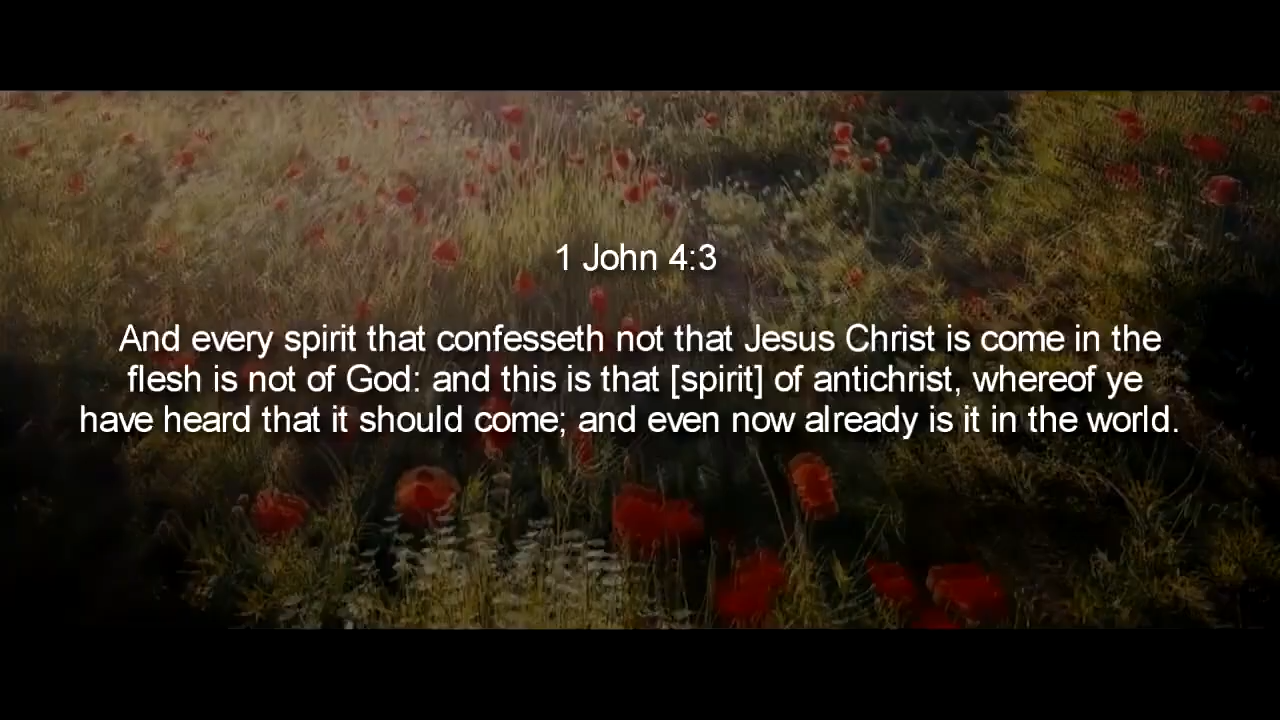 1 John 4:3
And every spirit that confesseth not that Jesus Christ is come in the
flesh is not of God: and this is that [spirit] of antichrist, whereof ye
have heard that it should come; and even now already is it in the world.